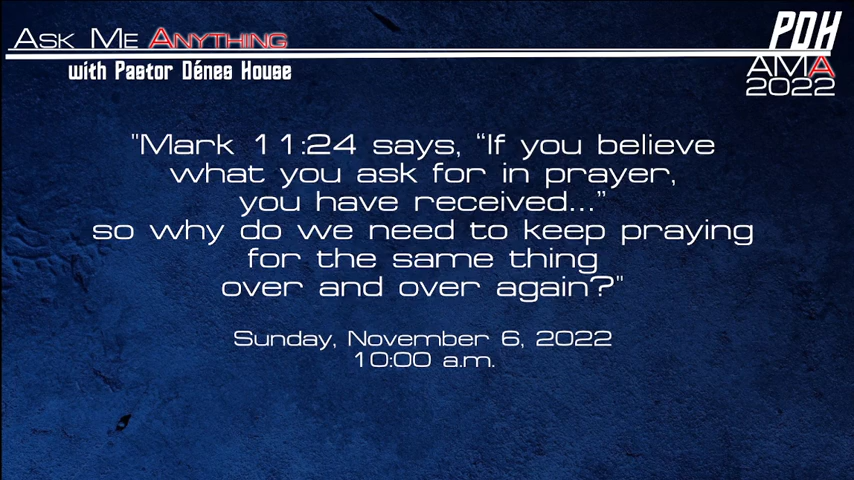 Ask Me Anything
with Pastor Dénes House
PDH
AMA
2022
"Mark 11:24 says, “If you believe
what you ask for in prayer,
you have received...”
so why do we need to keep praying
for the same thing
over and over again?"
Sunday, November 6, 2022
10:00 a.m.